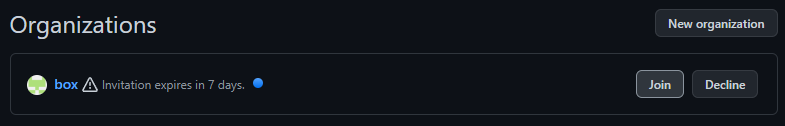 Organizations
New organization
box Invitation expires in 7 days.
Join
Decline